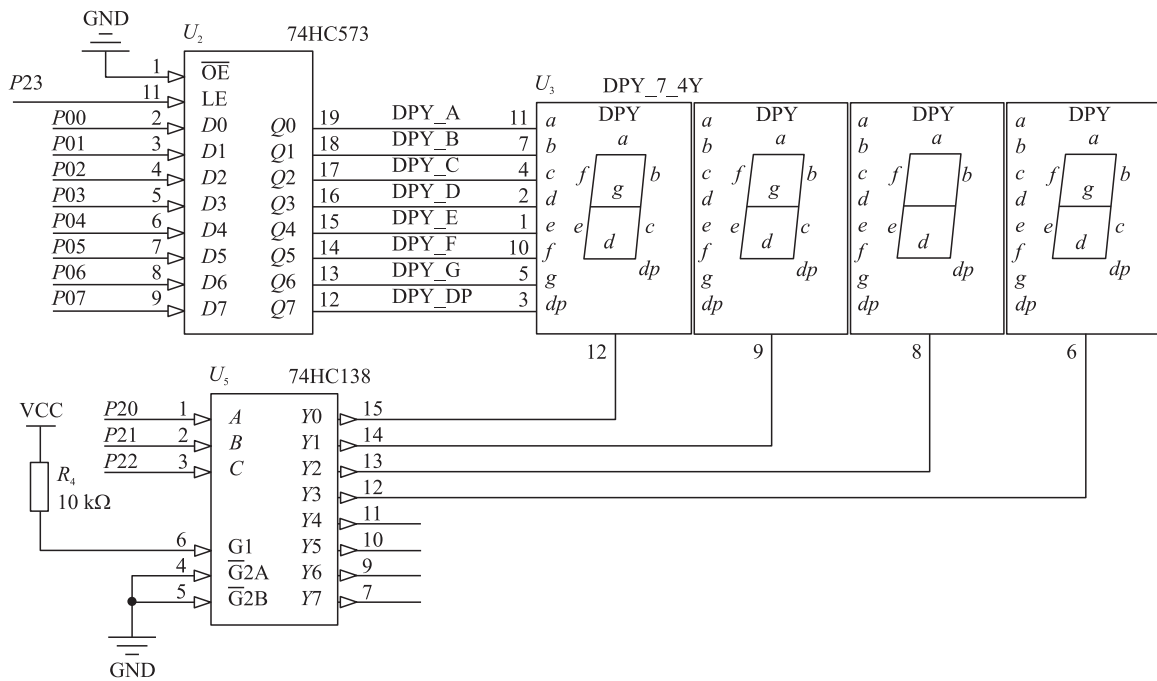 GND
U2 74HC573
1 OE
P23 11 LE
P00 2 D0 Q0 19 DPY_A 11
P01 3 D1 Q1 18 DPY_B 7
P02 4 D2 Q2 17 DPY_C 4
P03 5 D3 Q3 16 DPY_D 2
P04 6 D4 Q4 15 DPY_E 1
P05 7 D5 Q5 14 DPY_F 10
P06 8 D6 Q6 13 DPY_G 5
P07 9 D7 Q7 12 DPY_DP 3
U3 DPY_7_4Y
DPY
a
b
c
d
e
f
g
dp
a
f b
g
e c
d
dp
12
DPY
a
b
c
d
e
f
g
dp
a
f b
g
e c
d
dp
9
DPY
a
b
c
d
e
f
g
dp
a
f b
e c
d
dp
8
DPY
a
b
c
d
e
f
g
dp
a
f b
g
e c
d
dp
6
U5 74HC138
P20 1 A Y0 15
P21 2 B Y1 14
P22 3 C Y2 13
Y3 12
Y4 11
6 G1 Y5 10
4 G2A Y6 9
5 G2B Y7 7
VCC
R4
10 kΩ
GND